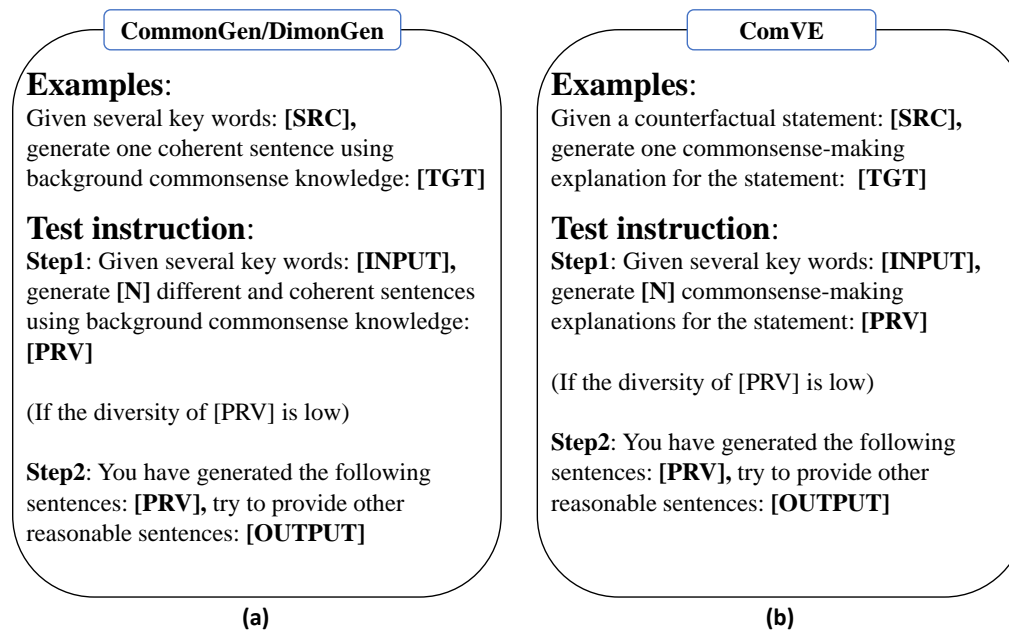 CommonGen/DimonGen
Examples:
Given several key words: [SRC],
generate one coherent sentence using
background commonsense knowledge: [TGT]
Test instruction:
Step1: Given several key words: [INPUT],
generate [N] different and coherent sentences
using background commonsense knowledge:
[PRV]
(If the diversity of [PRV] is low)
Step2: You have generated the following
sentences: [PRV], try to provide other
reasonable sentences: [OUTPUT]
(a)
ComVE
Examples:
Given a counterfactual statement: [SRC],
generate one commonsense-making
explanation for the statement: [TGT]
Test instruction:
Step1: Given several key words: [INPUT],
generate [N] commonsense-making
explanations for the statement: [PRV]
(If the diversity of [PRV] is low)
Step2: You have generated the following
sentences: [PRV], try to provide other
reasonable sentences: [OUTPUT]
(b)